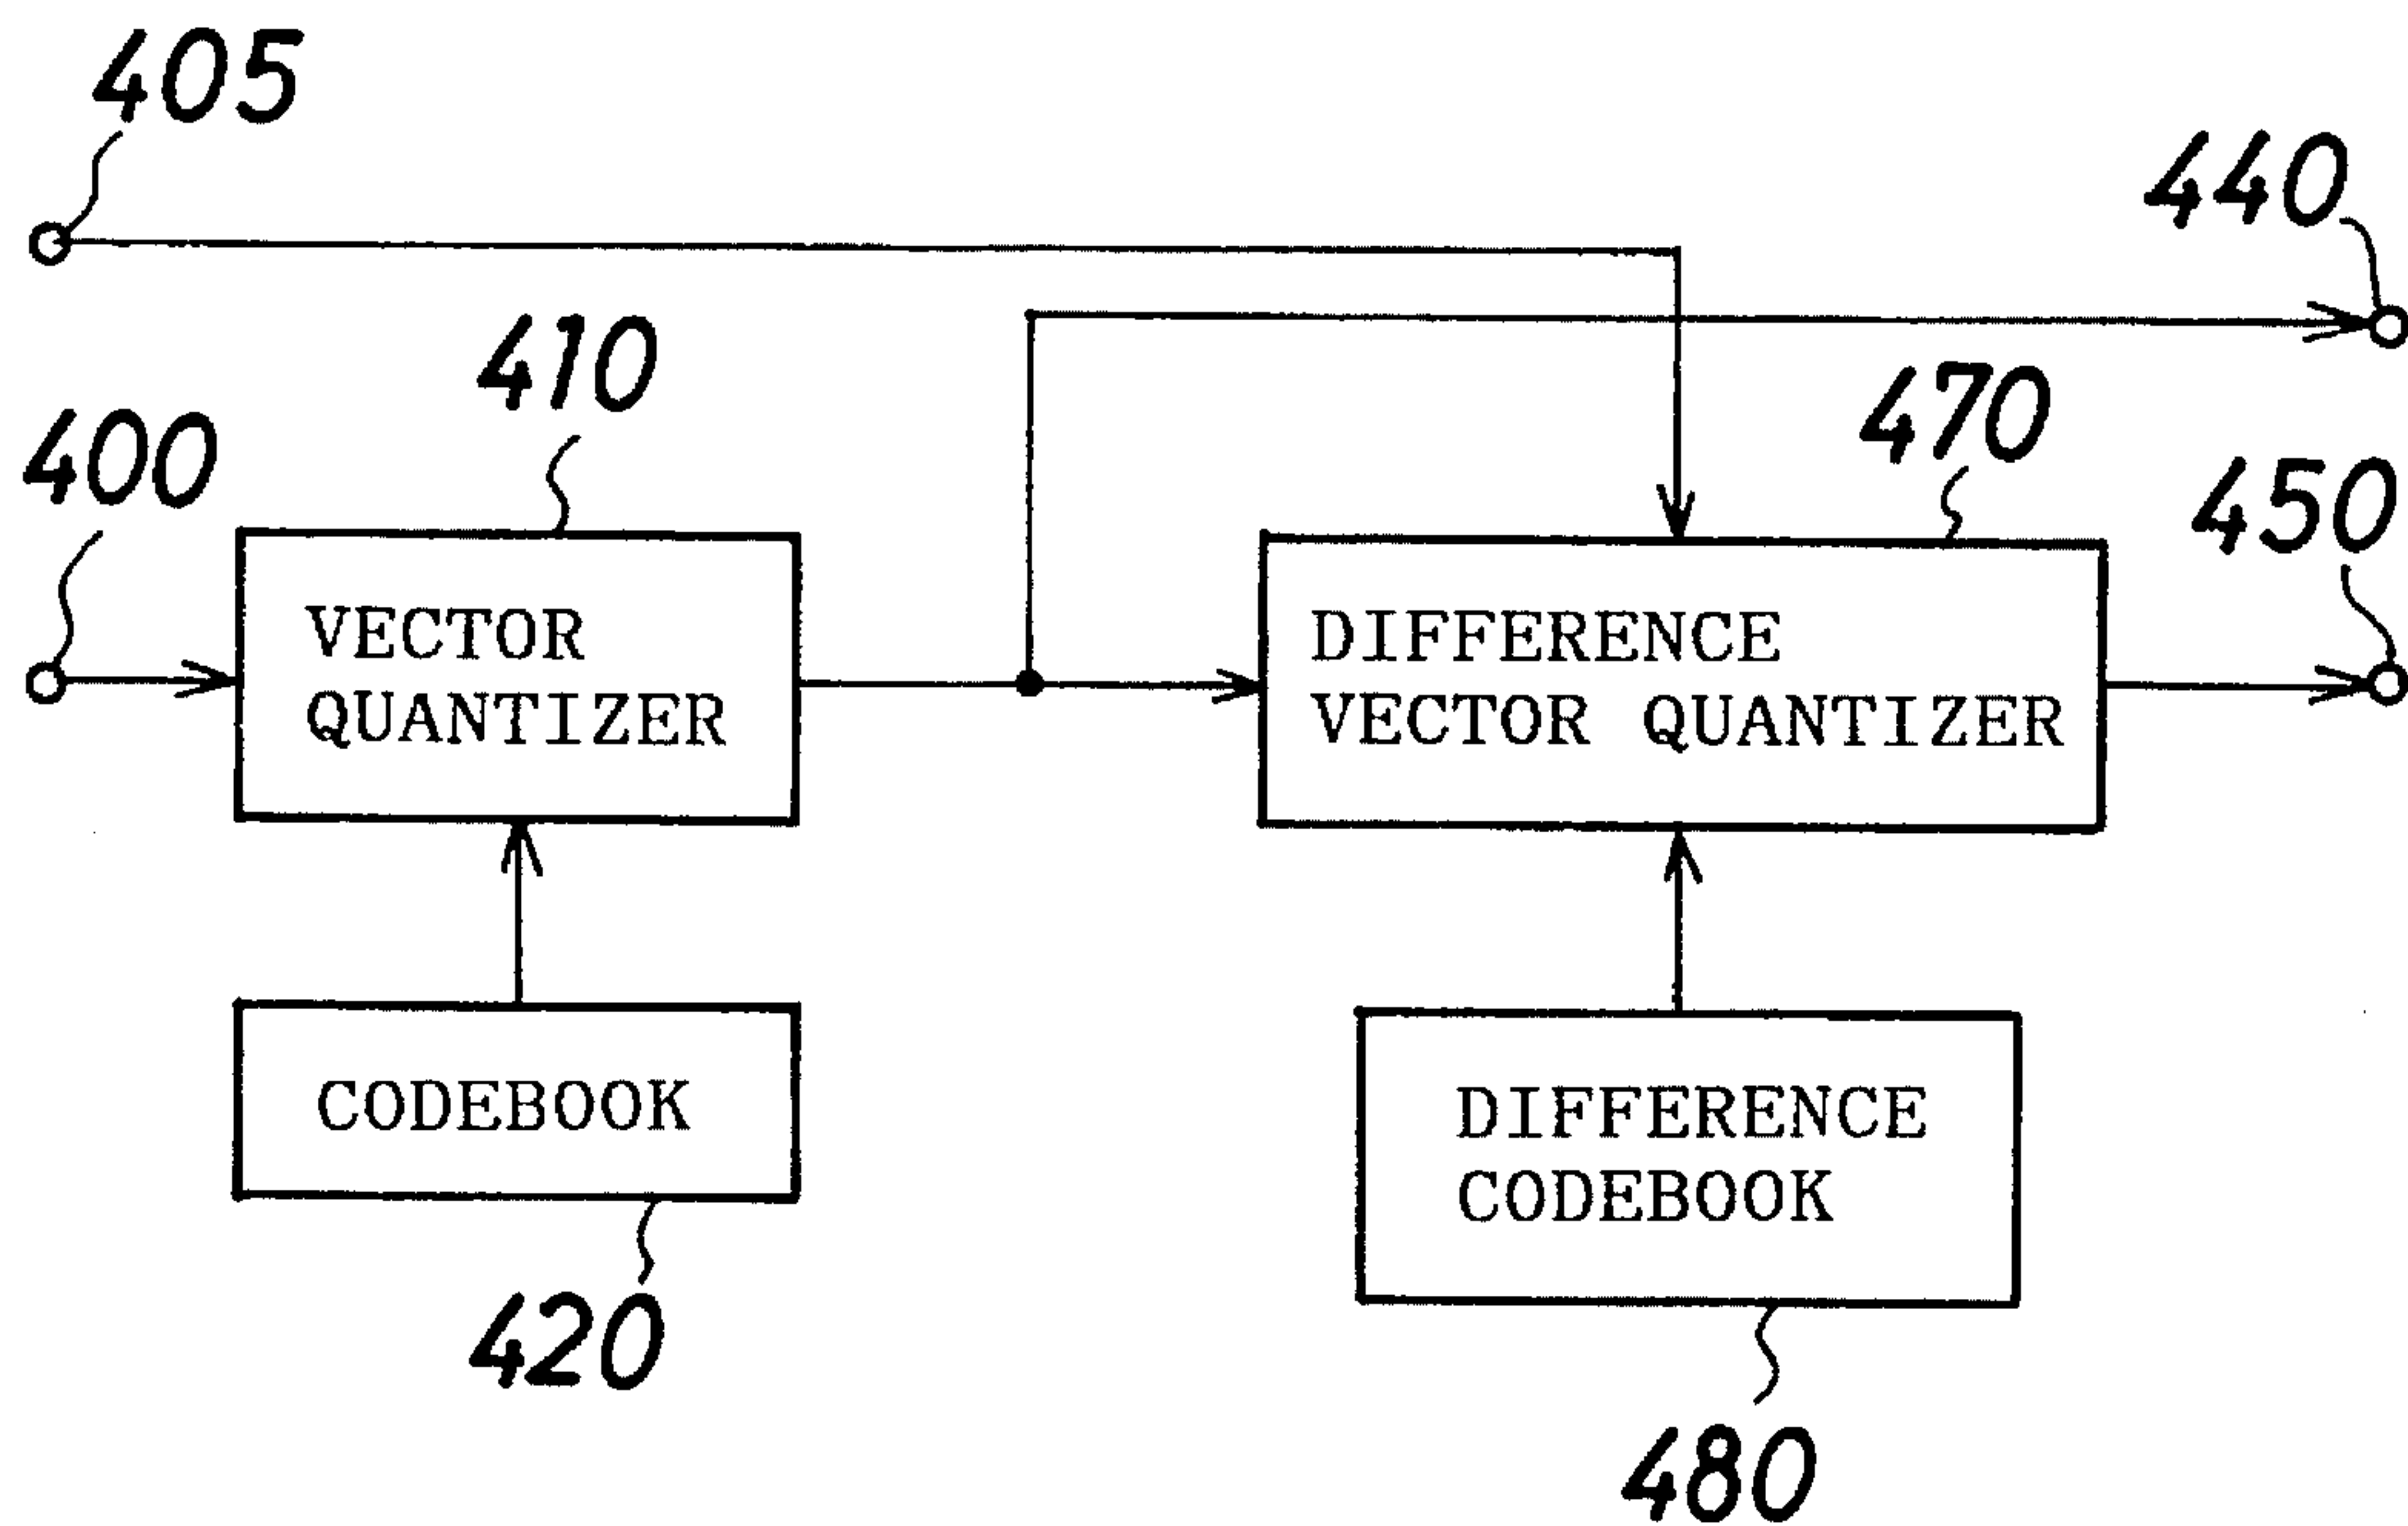 405
440
410
470
400
450
VECTOR
QUANTIZER
DIFFERENCE
VECTOR QUANTIZER
CODEBOOK
DIFFERENCE
CODEBOOK
420
480